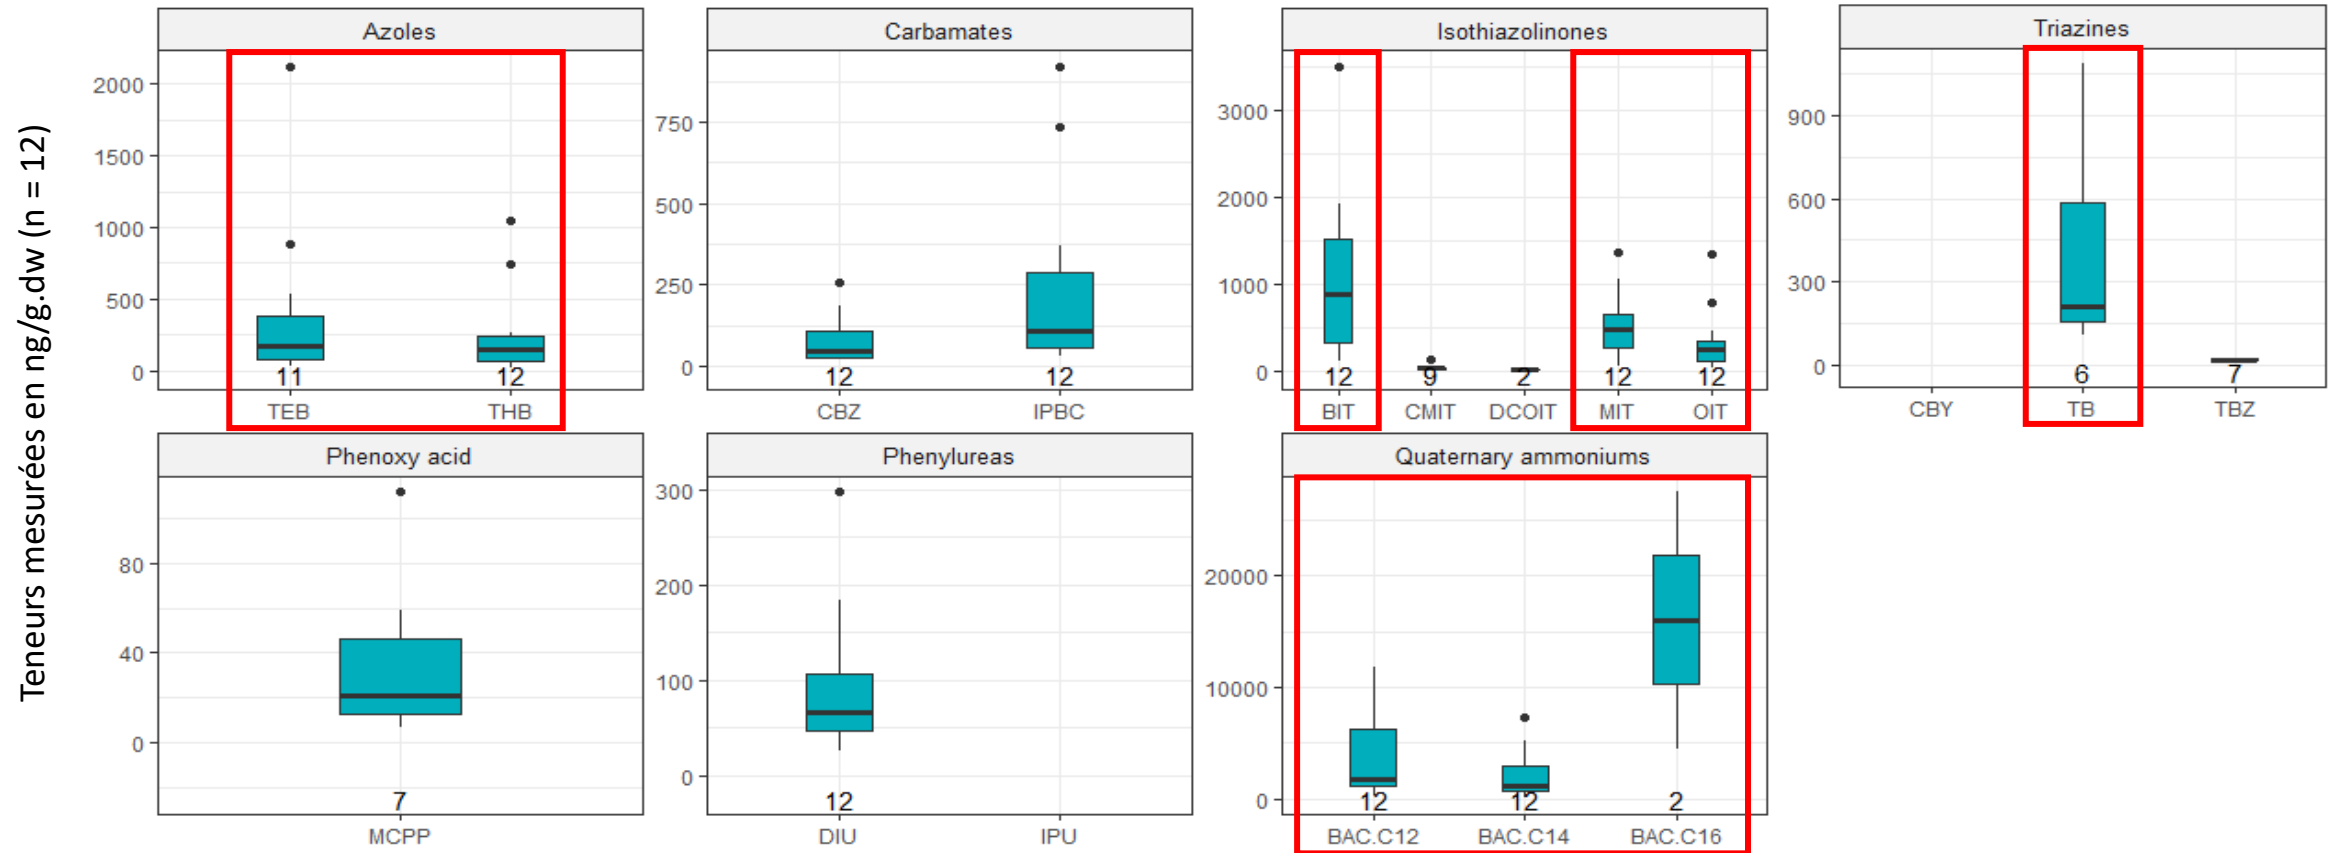 Teneurs mesurées en ng/g.dw (n = 12)
Azoles
2000
1500
1000
500
0
11
12
TEB
THB
Carbamates
750
500
250
0
12
12
CBZ
IPBC
Isothiazolinones
3000
2000
1000
0
12
9
2
12
12
BIT
CMIT
DCOIT
MIT
OIT
Triazines
900
600
300
0
6
7
CBY
TB
TBZ
Phenoxy acid
80
40
0
7
MCPP
Phenylureas
300
200
100
0
12
DIU
IPU
Quaternary ammoniums
20000
10000
0
12
12
2
BAC.C12
BAC.C14
BAC.C16